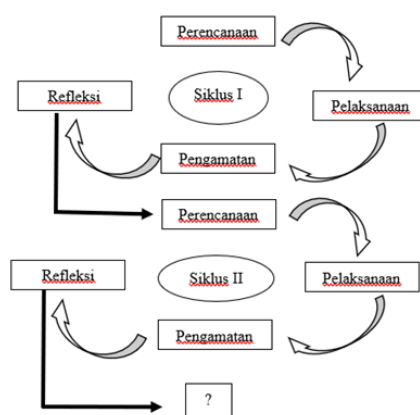 Perencanaan
Refleksi
Siklus I
Pelaksanaan
Pengamatan
Perencanaan
Refleksi
Siklus II
Pelaksanaan
Pengamatan
?